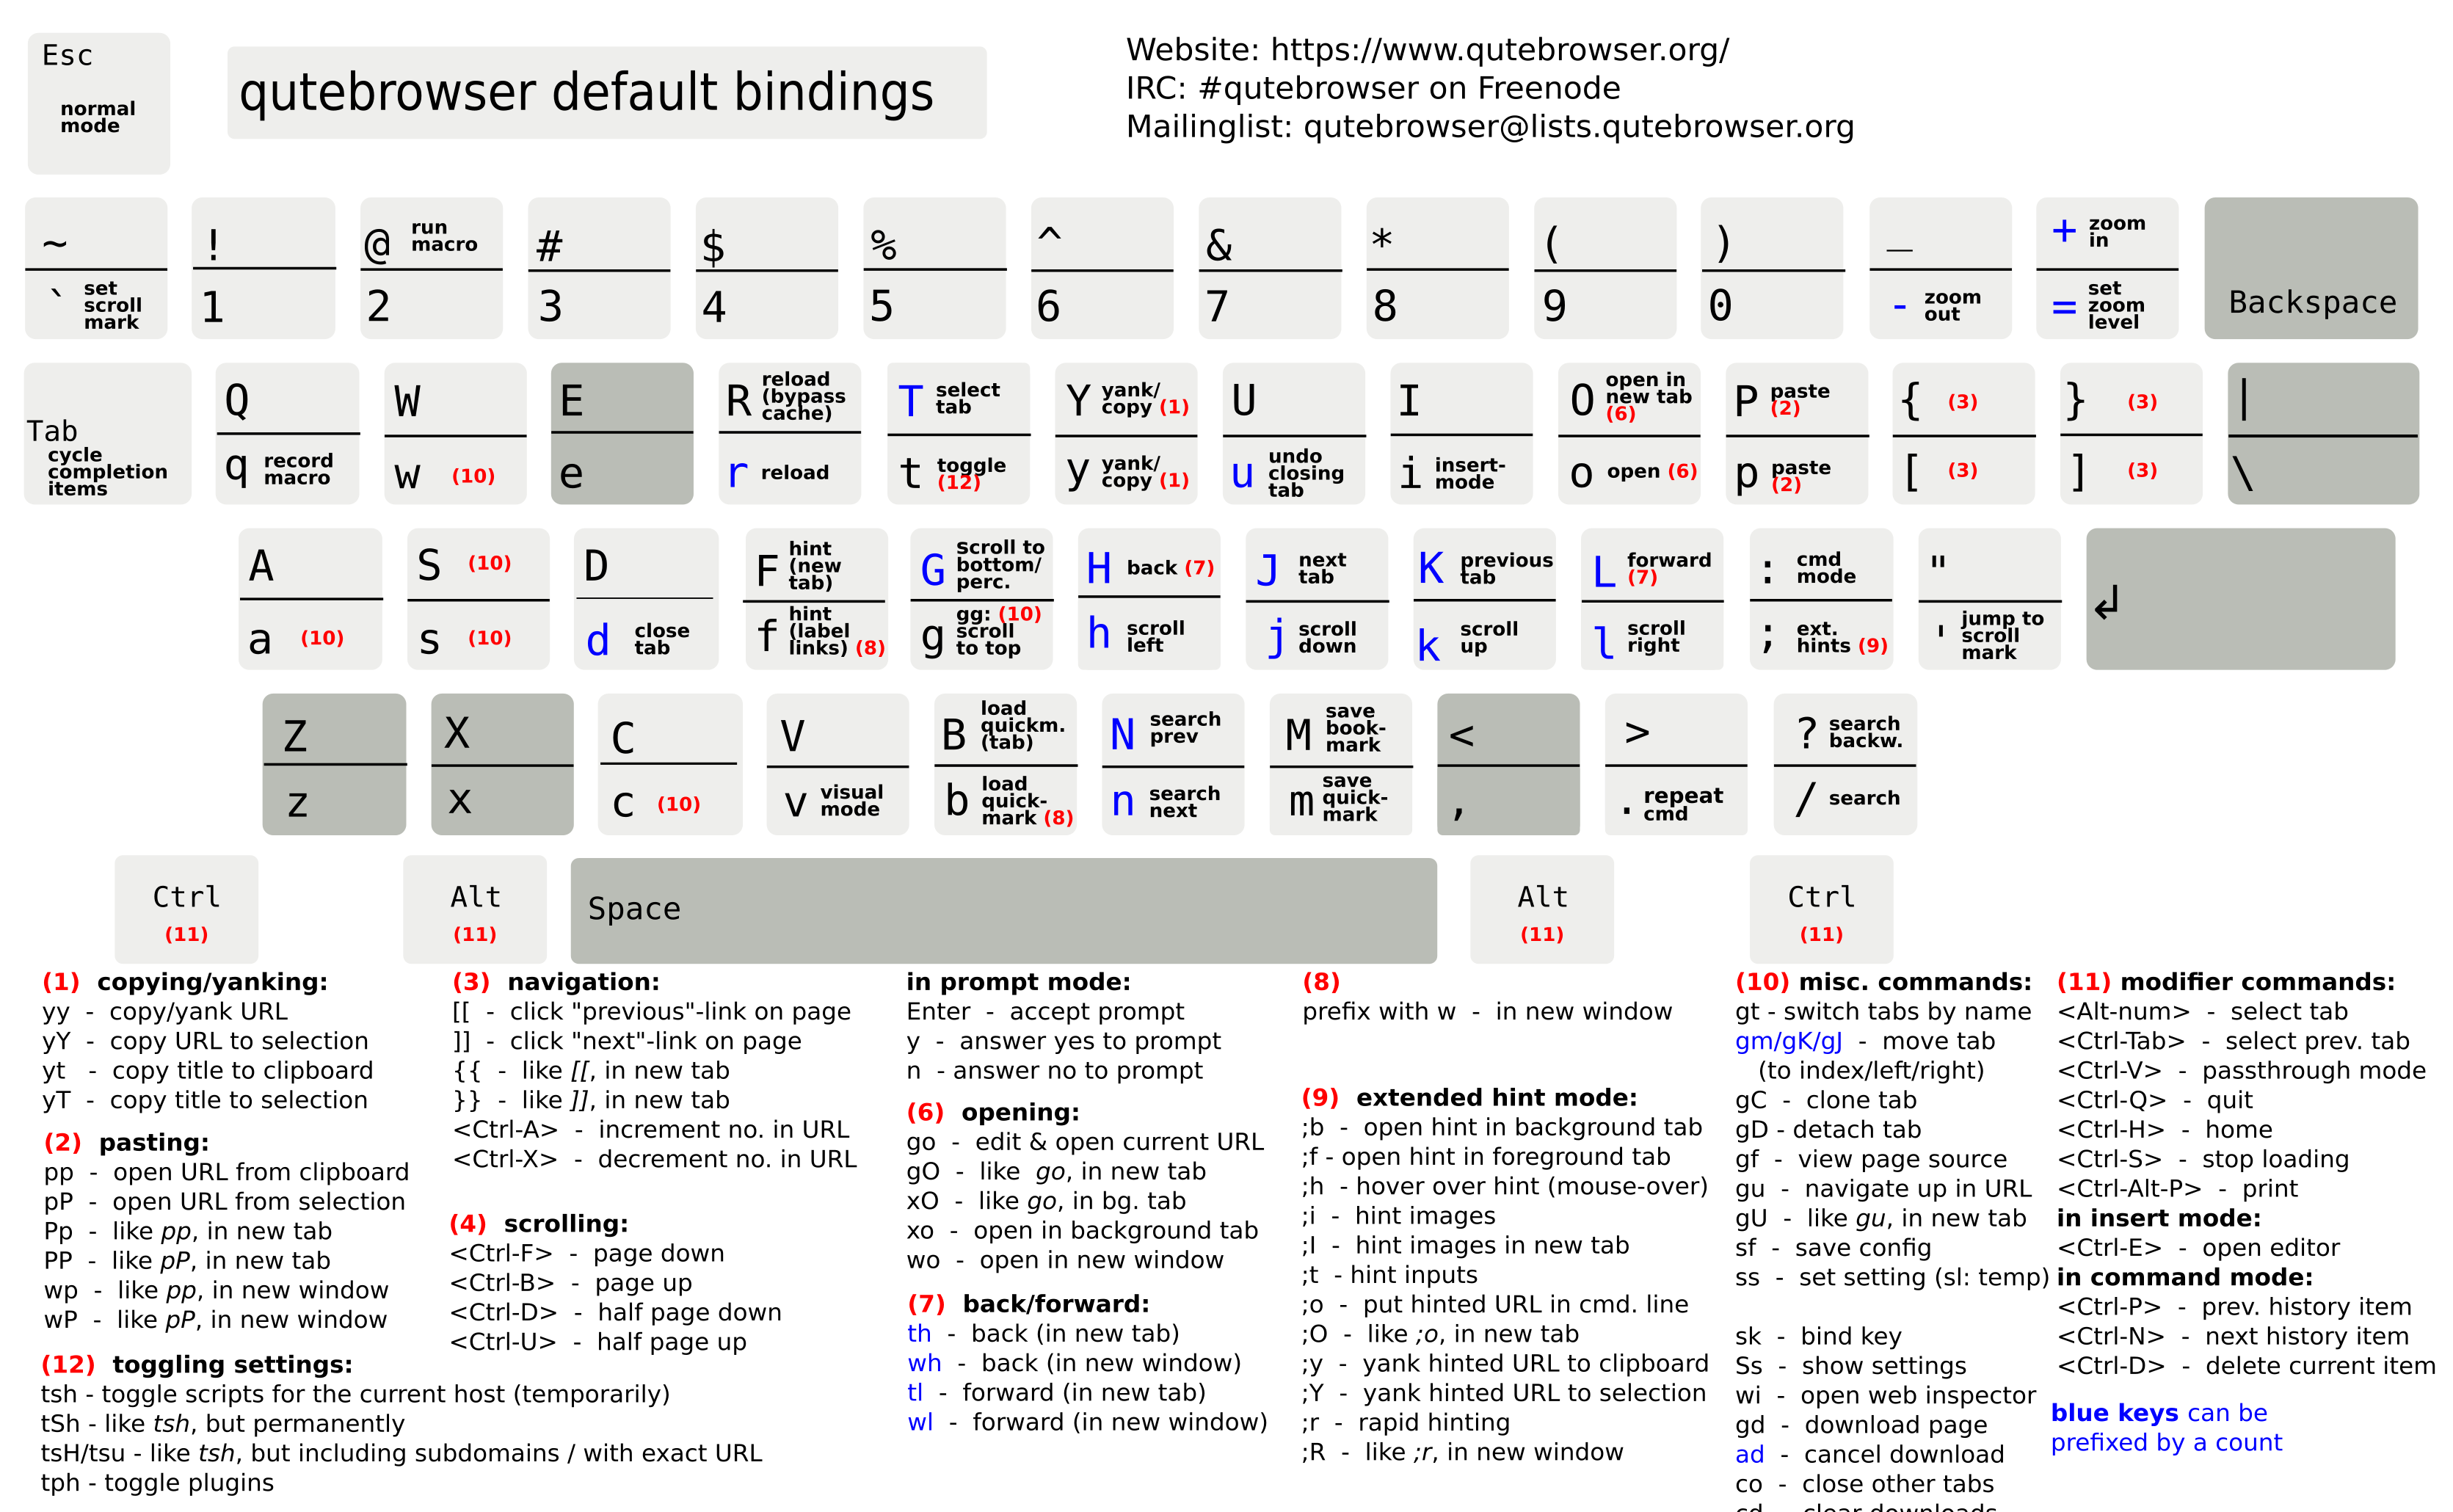 Esc
normal
mode
qutebrowser default bindings
Website: https://www.qutebrowser.org/
IRC: #qutebrowser on Freenode
Mailinglist: qutebrowser@lists.qutebrowser.org
~
` set scroll mark
!
1
@ run macro
2
#
3
$
4
%
5
^
6
&
7
*
8
(
9
)
0
_
- zoom out
+ zoom in
= set zoom level
Backspace
Tab
cycle
completion
items
Q
q record macro
W
w (10)
E
e
R reload (bypass cache)
r reload
T select tab
t toggle (12)
Y yank/ copy (1)
y yank/ copy (1)
U
u undo closing tab
I
i insert- mode
O open in new tab (6)
o open (6)
P paste (2)
p paste (2)
{ (3)
[ (3)
} (3)
] (3)
|
\
A
a (10)
S (10)
s (10)
D
d close tab
F hint (new tab)
f hint (label links) (8)
G scroll to bottom/ perc.
g gg: (10) scroll to top
H back (7)
h scroll left
J next tab
j scroll down
K previous tab
k scroll up
L forward (7)
l scroll right
: cmd mode
; ext. hints (9)
"
' jump to scroll mark
↲
Z
z
X
x
C
c (10)
V
v visual mode
B load quickm. (tab)
b load quick- mark (8)
N search prev
n search next
M save book- mark
m save quick- mark
<
,
>
. repeat cmd
? search backw.
/ search
Ctrl
(11)
Alt
(11)
Space
Alt
(11)
Ctrl
(11)
(1) copying/yanking:
yy - copy/yank URL
yY - copy URL to selection
yt - copy title to clipboard
yT - copy title to selection
(2) pasting:
pp - open URL from clipboard
pP - open URL from selection
Pp - like pp, in new tab
PP - like pP, in new tab
wp - like pp, in new window
wP - like pP, in new window
(12) toggling settings:
tsh - toggle scripts for the current host (temporarily)
tSh - like tsh, but permanently
tsH/tsu - like tsh, but including subdomains / with exact URL
tph - toggle plugins
(3) navigation:
[[ - click "previous"-link on page
]] - click "next"-link on page
{{ - like [[, in new tab
}} - like ]], in new tab
<Ctrl-A> - increment no. in URL
<Ctrl-X> - decrement no. in URL
(4) scrolling:
<Ctrl-F> - page down
<Ctrl-B> - page up
<Ctrl-D> - half page down
<Ctrl-U> - half page up
in prompt mode:
Enter - accept prompt
y - answer yes to prompt
n - answer no to prompt
(6) opening:
go - edit & open current URL
gO - like go, in new tab
xO - like go, in bg. tab
xo - open in background tab
wo - open in new window
(7) back/forward:
th - back (in new tab)
wh - back (in new window)
tl - forward (in new tab)
wl - forward (in new window)
(8)
prefix with w - in new window
(9) extended hint mode:
;b - open hint in background tab
;f - open hint in foreground tab
;h - hover over hint (mouse-over)
;i - hint images
;I - hint images in new tab
;t - hint inputs
;o - put hinted URL in cmd. line
;O - like ;o, in new tab
;y - yank hinted URL to clipboard
;Y - yank hinted URL to selection
;r - rapid hinting
;R - like ;r, in new window
(10) misc. commands:
gt - switch tabs by name
gm/gK/gJ - move tab
(to index/left/right)
gC - clone tab
gD - detach tab
gf - view page source
gu - navigate up in URL
gU - like gu, in new tab
sf - save config
ss - set setting (sl: temp)
sk - bind key
Ss - show settings
wi - open web inspector
gd - download page
ad - cancel download
co - close other tabs
cd - clear downloads
(11) modifier commands:
<Alt-num> - select tab
<Ctrl-Tab> - select prev. tab
<Ctrl-V> - passthrough mode
<Ctrl-Q> - quit
<Ctrl-H> - home
<Ctrl-S> - stop loading
<Ctrl-Alt-P> - print
in insert mode:
<Ctrl-E> - open editor
in command mode:
<Ctrl-P> - prev. history item
<Ctrl-N> - next history item
<Ctrl-D> - delete current item
blue keys can be
prefixed by a count